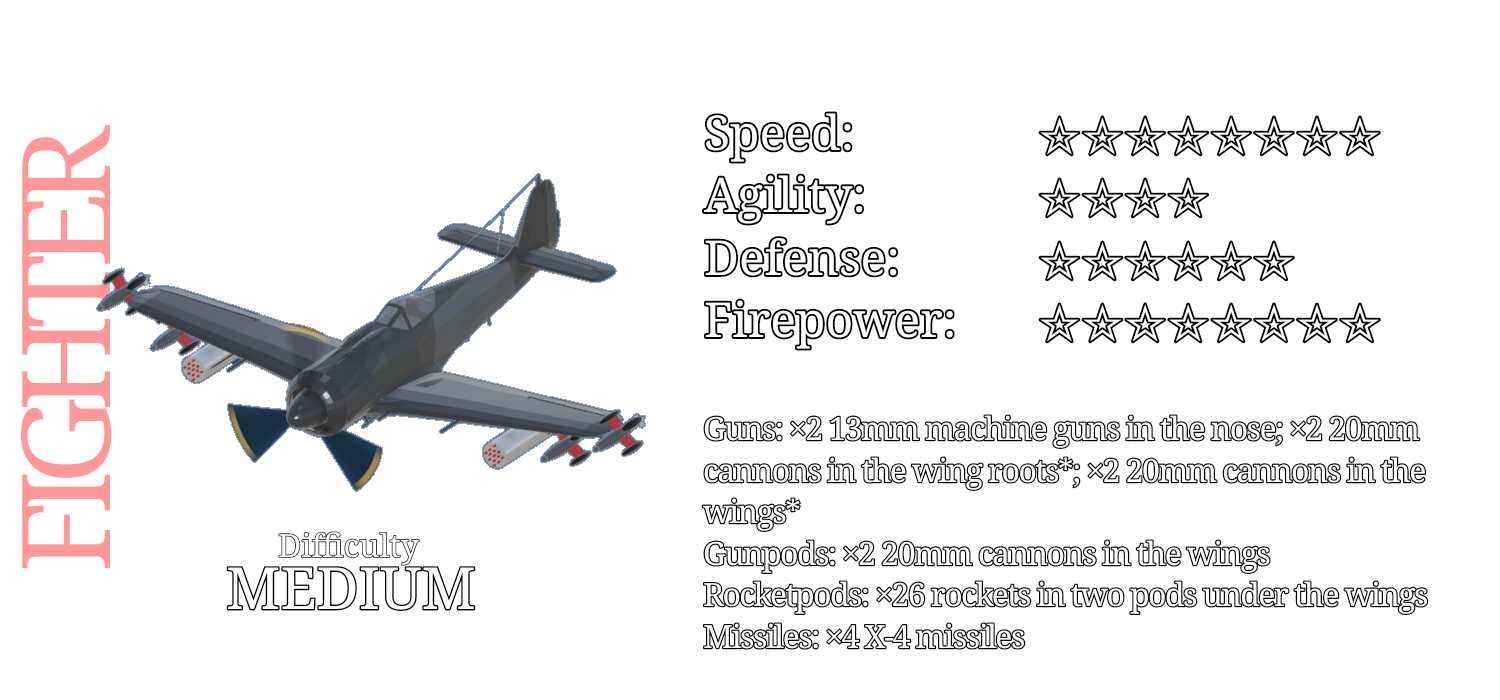 FIGHTER
Difficulty
MEDIUM
Speed: ☆☆☆☆☆☆☆☆
Agility: ☆☆☆☆
Defense: ☆☆☆☆☆☆
Firepower: ☆☆☆☆☆☆☆☆
Guns: ×2 13mm machine guns in the nose; ×2 20mm
cannons in the wing roots*; ×2 20mm cannons in the
wings*
Gunpods: ×2 20mm cannons in the wings
Rocketpods: ×26 rockets in two pods under the wings
Missiles: ×4 X-4 missiles